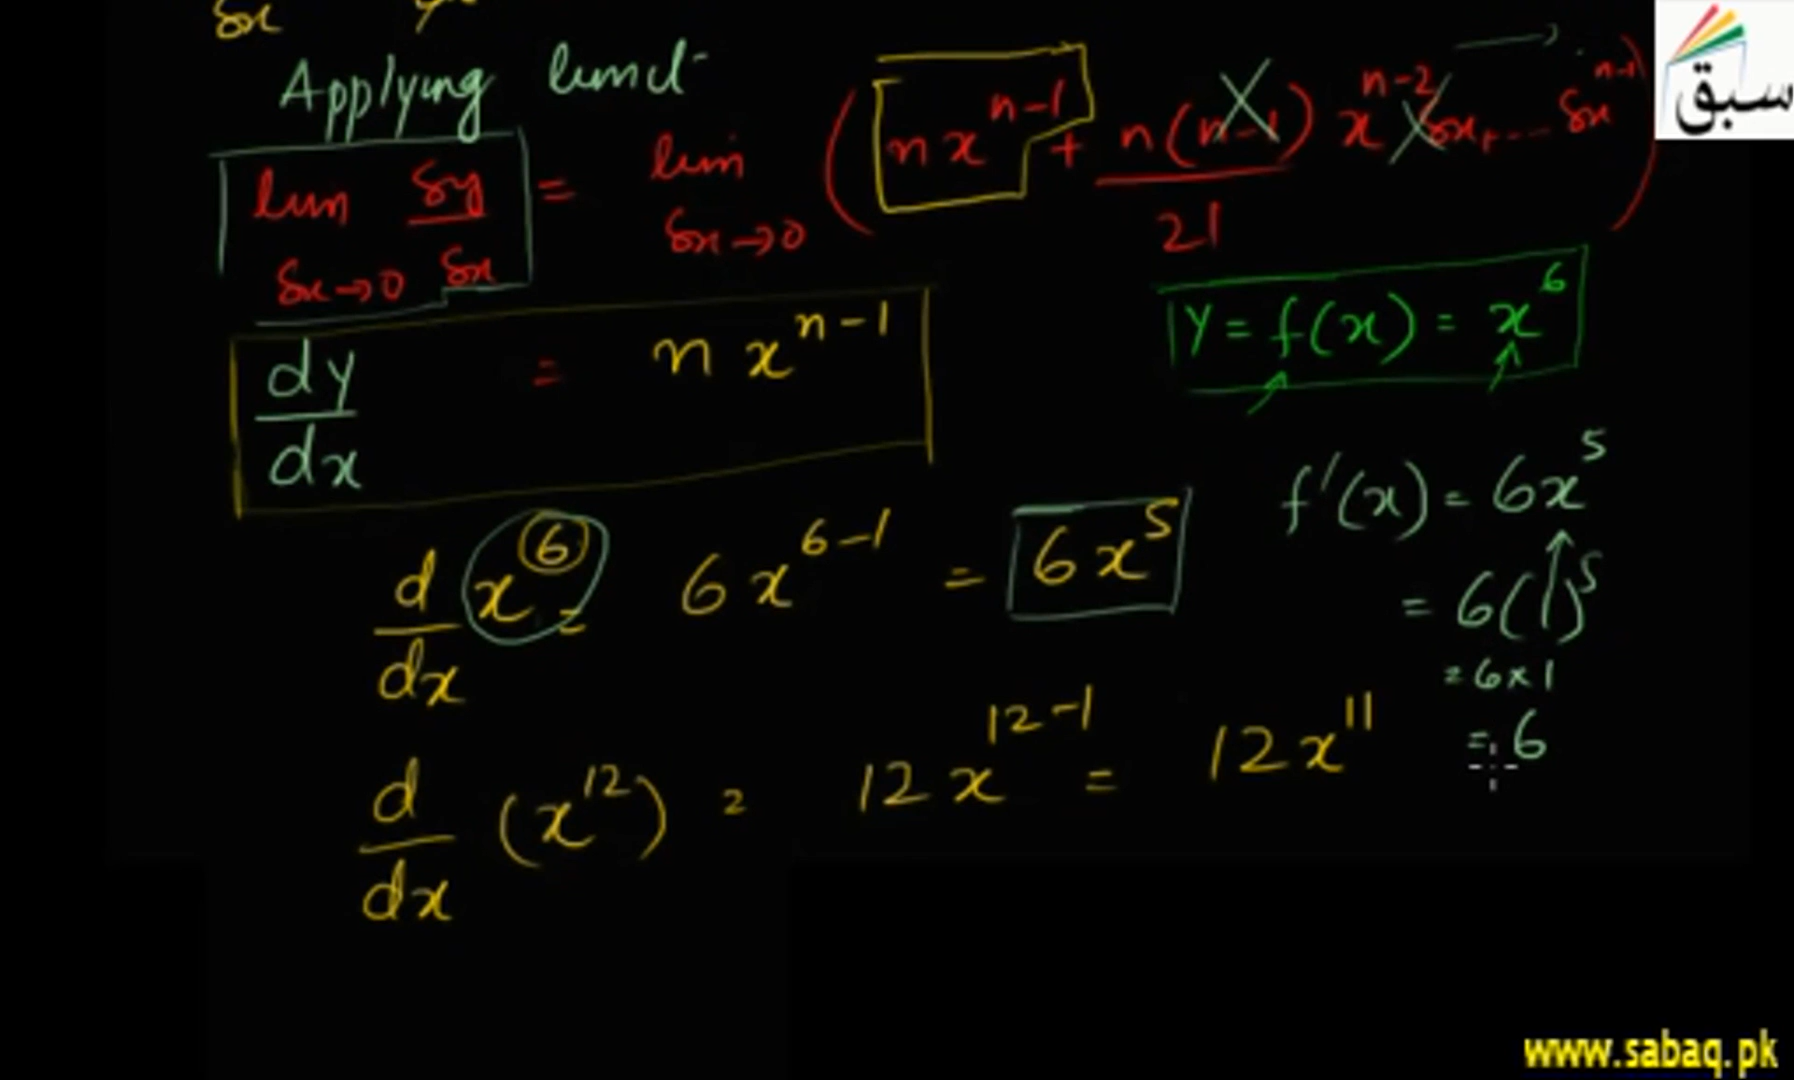 δx
Applying limit
lim δy/δx = lim ( n x^{n-1} + n(n-1)/2! x^{n-2} δx, ... δx^{n-1} )
δx→0 δx→0
dy/dx = n x^{n-1}
Y = f(x) = x^6
f'(x) = 6x^5
d/dx x^6 = 6x^{6-1} = 6x^5
= 6(1)^5
= 6×1
= 6
d/dx (x^{12}) = 12x^{12-1} = 12x^{11}
سبق
www.sabaq.pk